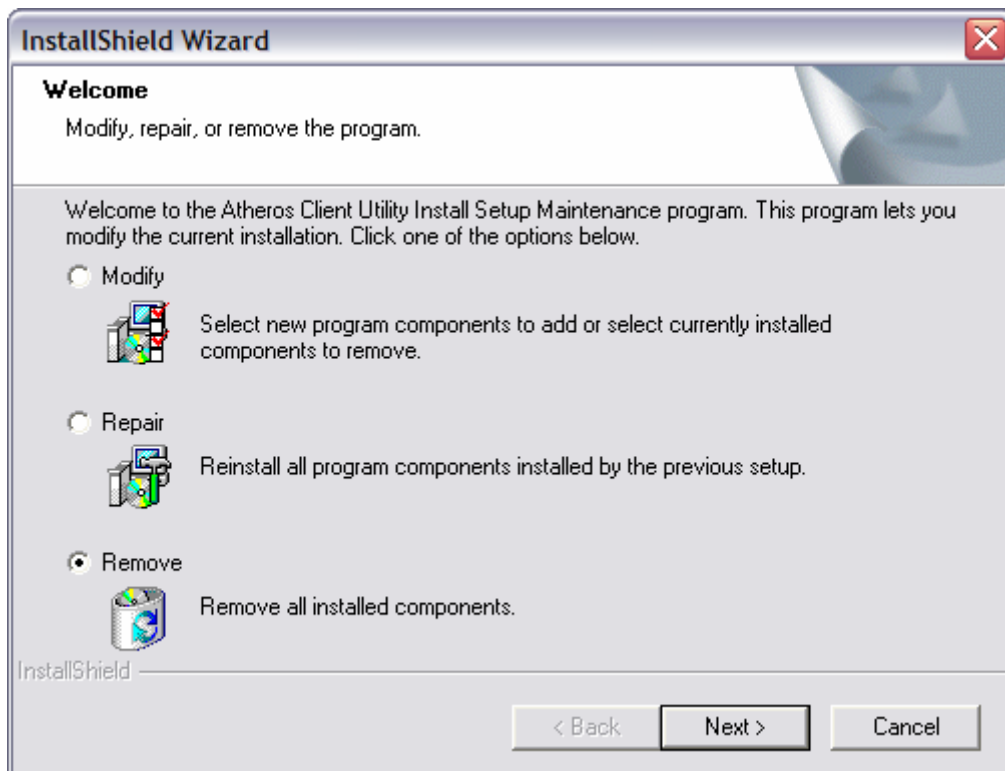 InstallShield Wizard
Welcome
Modify, repair, or remove the program.
Welcome to the Atheros Client Utility Install Setup Maintenance program. This program lets you
modify the current installation. Click one of the options below.
Modify
Select new program components to add or select currently installed
components to remove.
Repair
Reinstall all program components installed by the previous setup.
Remove
Remove all installed components.
InstallShield
< Back
Next >
Cancel